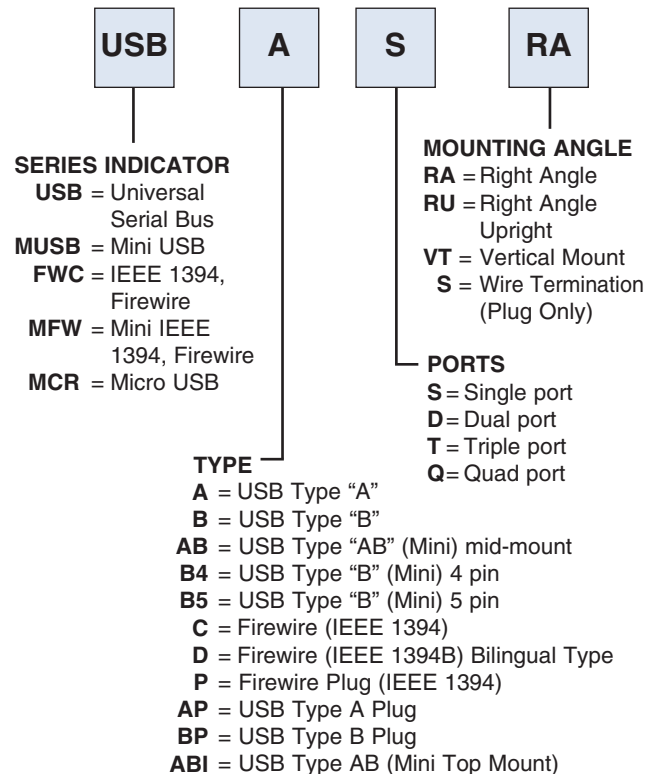 USB A S RA
SERIES INDICATOR
USB = Universal
Serial Bus
MUSB = Mini USB
FWC = IEEE 1394,
Firewire
MFW = Mini IEEE
1394, Firewire
MCR = Micro USB
MOUNTING ANGLE
RA = Right Angle
RU = Right Angle
Upright
VT = Vertical Mount
S = Wire Termination
(Plug Only)
PORTS
S = Single port
D = Dual port
T = Triple port
Q = Quad port
TYPE
A = USB Type “A”
B = USB Type “B”
AB = USB Type “AB” (Mini) mid-mount
B4 = USB Type “B” (Mini) 4 pin
B5 = USB Type “B” (Mini) 5 pin
C = Firewire (IEEE 1394)
D = Firewire (IEEE 1394B) Bilingual Type
P = Firewire Plug (IEEE 1394)
AP = USB Type A Plug
BP = USB Type B Plug
ABI = USB Type AB (Mini Top Mount)